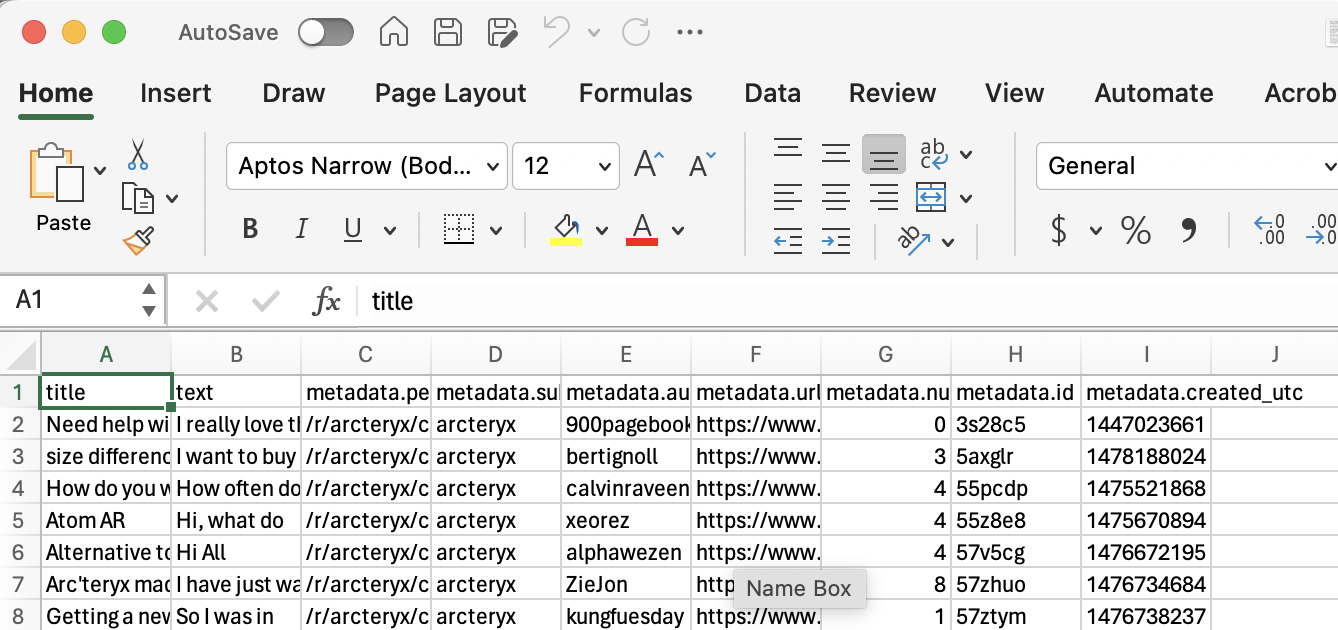 AutoSave
Home Insert Draw Page Layout Formulas Data Review View Automate Acrob
Paste
Aptos Narrow (Bod... 12 A A ab c General
B I U A ab $ % , .00 .00
A1 fx title
A B C D E F G H I J
1 title text metadata.pe metadata.su metadata.au metadata.url metadata.nu metadata.id metadata.created_utc
2 Need help wi I really love th /r/arcteryx/c arcteryx 900pagebook https://www. 0 3s28c5 1447023661
3 size differenc I want to buy /r/arcteryx/c arcteryx bertignoll https://www. 3 5axglr 1478188024
4 How do you w How often do /r/arcteryx/c arcteryx calvinraveen https://www. 4 55pcdp 1475521868
5 Atom AR Hi, what do /r/arcteryx/c arcteryx xeorez https://www. 4 55z8e8 1475670894
6 Alternative to Hi All /r/arcteryx/c arcteryx alphawezen https://www. 4 57v5cg 1476672195
7 Arc'teryx mac I have just wa /r/arcteryx/c arcteryx ZieJon http Name Box 8 57zhuo 1476734684
8 Getting a new So I was in /r/arcteryx/c arcteryx kungfuesday https://www. 1 57ztym 1476738237